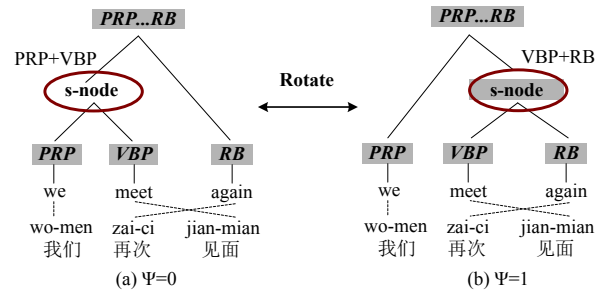 PRP...RB
PRP+VBP
s-node
PRP VBP RB
we meet again
wo-men zai-ci jian-mian
我们 再次 见面
(a) Ψ=0
Rotate
PRP...RB
VBP+RB
s-node
PRP VBP RB
we meet again
wo-men zai-ci jian-mian
我们 再次 见面
(b) Ψ=1